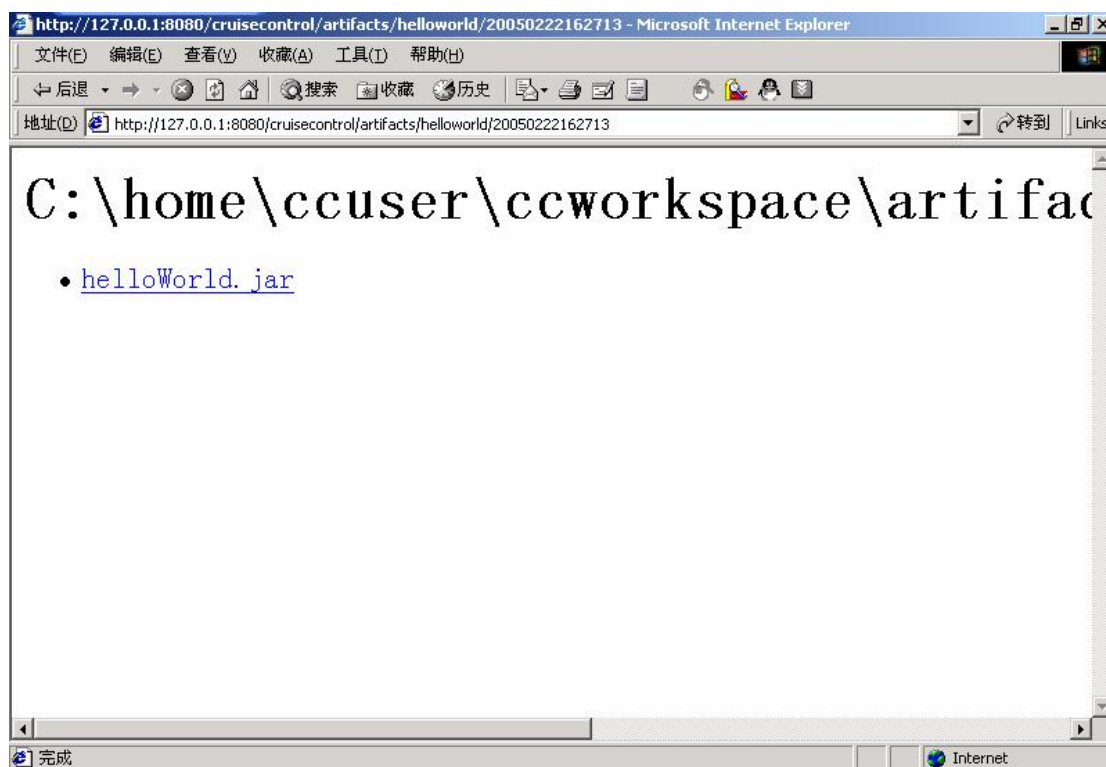 http://127.0.0.1:8080/cruisecontrol/artifacts/helloworld/20050222162713 - Microsoft Internet Explorer
文件(F) 编辑(E) 查看(V) 收藏(A) 工具(T) 帮助(H)
后退 搜索 收藏 历史
地址(D) http://127.0.0.1:8080/cruisecontrol/artifacts/helloworld/20050222162713 转到 Links
C:\home\ccuser\ccworkspace\artifac
helloWorld.jar
完成 Internet